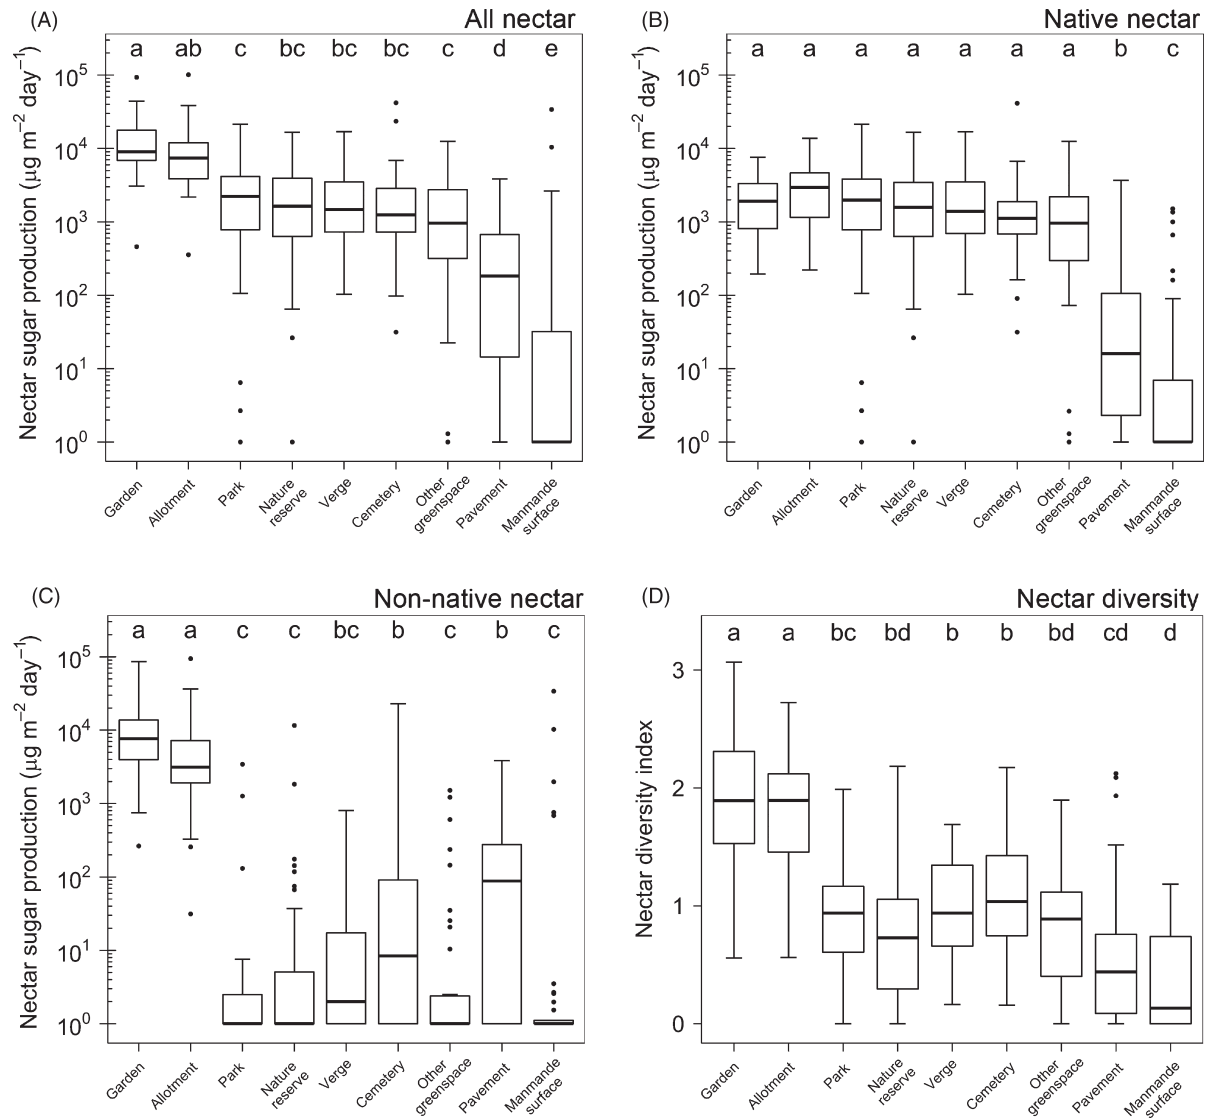 (A) All nectar
a ab c bc bc bc c d e
Nectar sugar production (μg m⁻² day⁻¹)
10⁵
10⁴
10³
10²
10¹
10⁰
Garden
Allotment
Park
Nature
reserve
Verge
Cemetery
Other
greenspace
Pavement
Manmande
surface
(B) Native nectar
a a a a a a a b c
Nectar sugar production (μg m⁻² day⁻¹)
10⁵
10⁴
10³
10²
10¹
10⁰
Garden
Allotment
Park
Nature
reserve
Verge
Cemetery
Other
greenspace
Pavement
Manmande
surface
(C) Non-native nectar
a a c c bc b c b c
Nectar sugar production (μg m⁻² day⁻¹)
10⁵
10⁴
10³
10²
10¹
10⁰
Garden
Allotment
Park
Nature
reserve
Verge
Cemetery
Other
greenspace
Pavement
Manmande
surface
(D) Nectar diversity
a a bc bd b b bd cd d
Nectar diversity index
3
2
1
0
Garden
Allotment
Park
Nature
reserve
Verge
Cemetery
Other
greenspace
Pavement
Manmande
surface